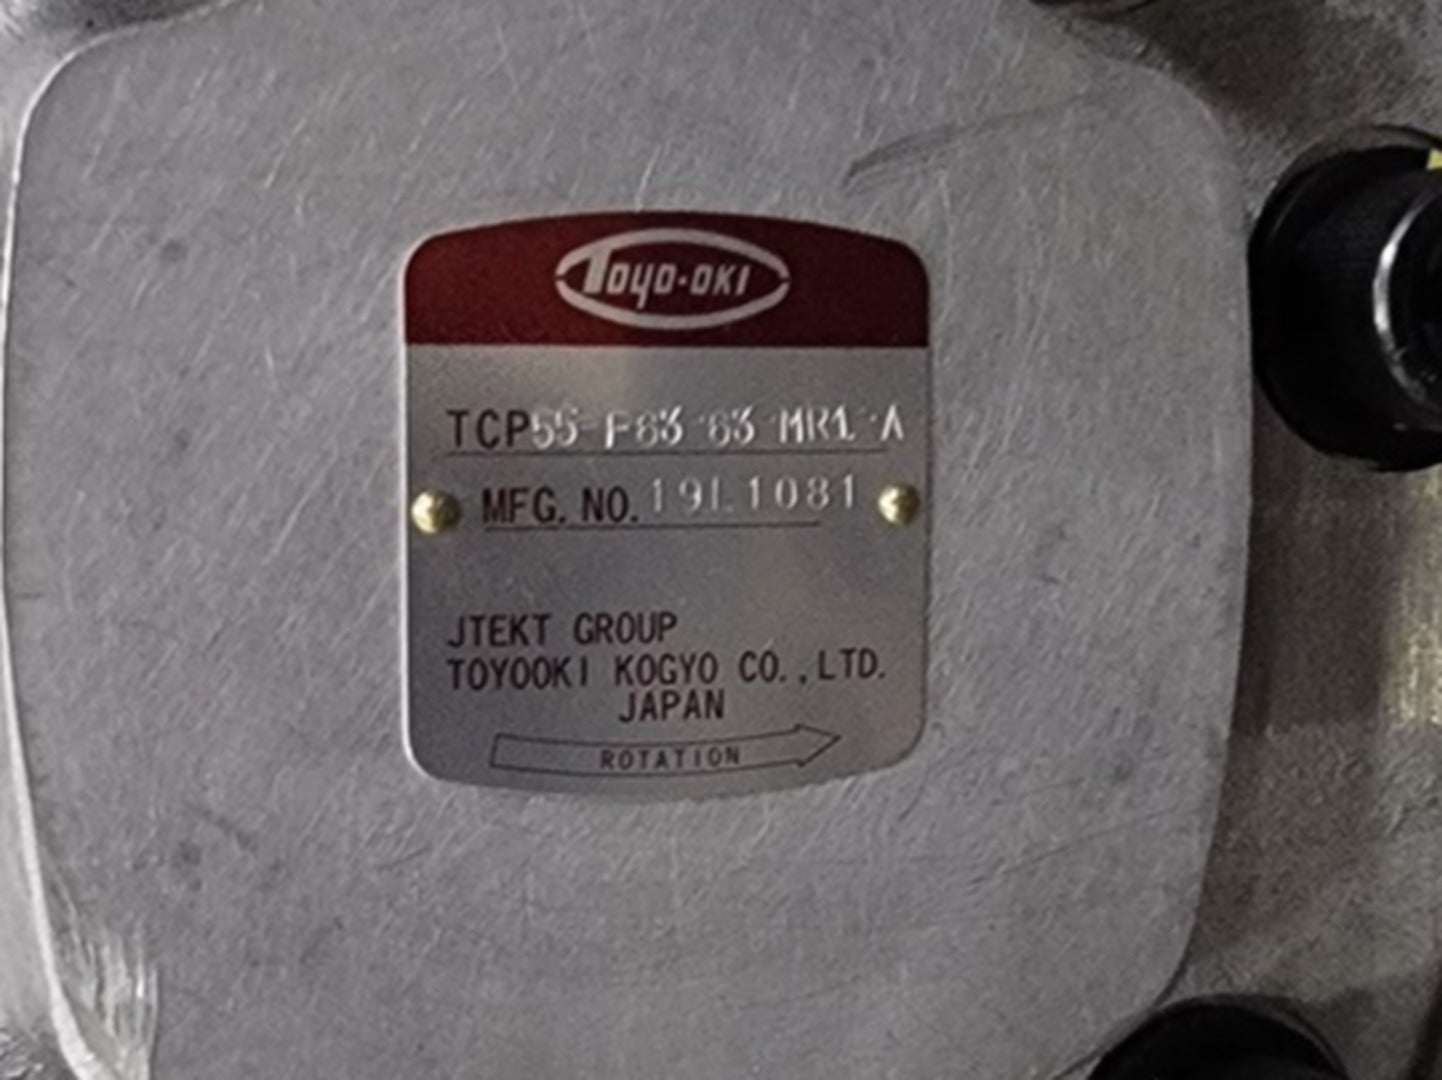 TOYO-OKI
TCP55-F63-63-MR1-A
MFG. NO. 19L1081
JTEKT GROUP
TOYOOKI KOGYO CO.,LTD.
JAPAN
ROTATION